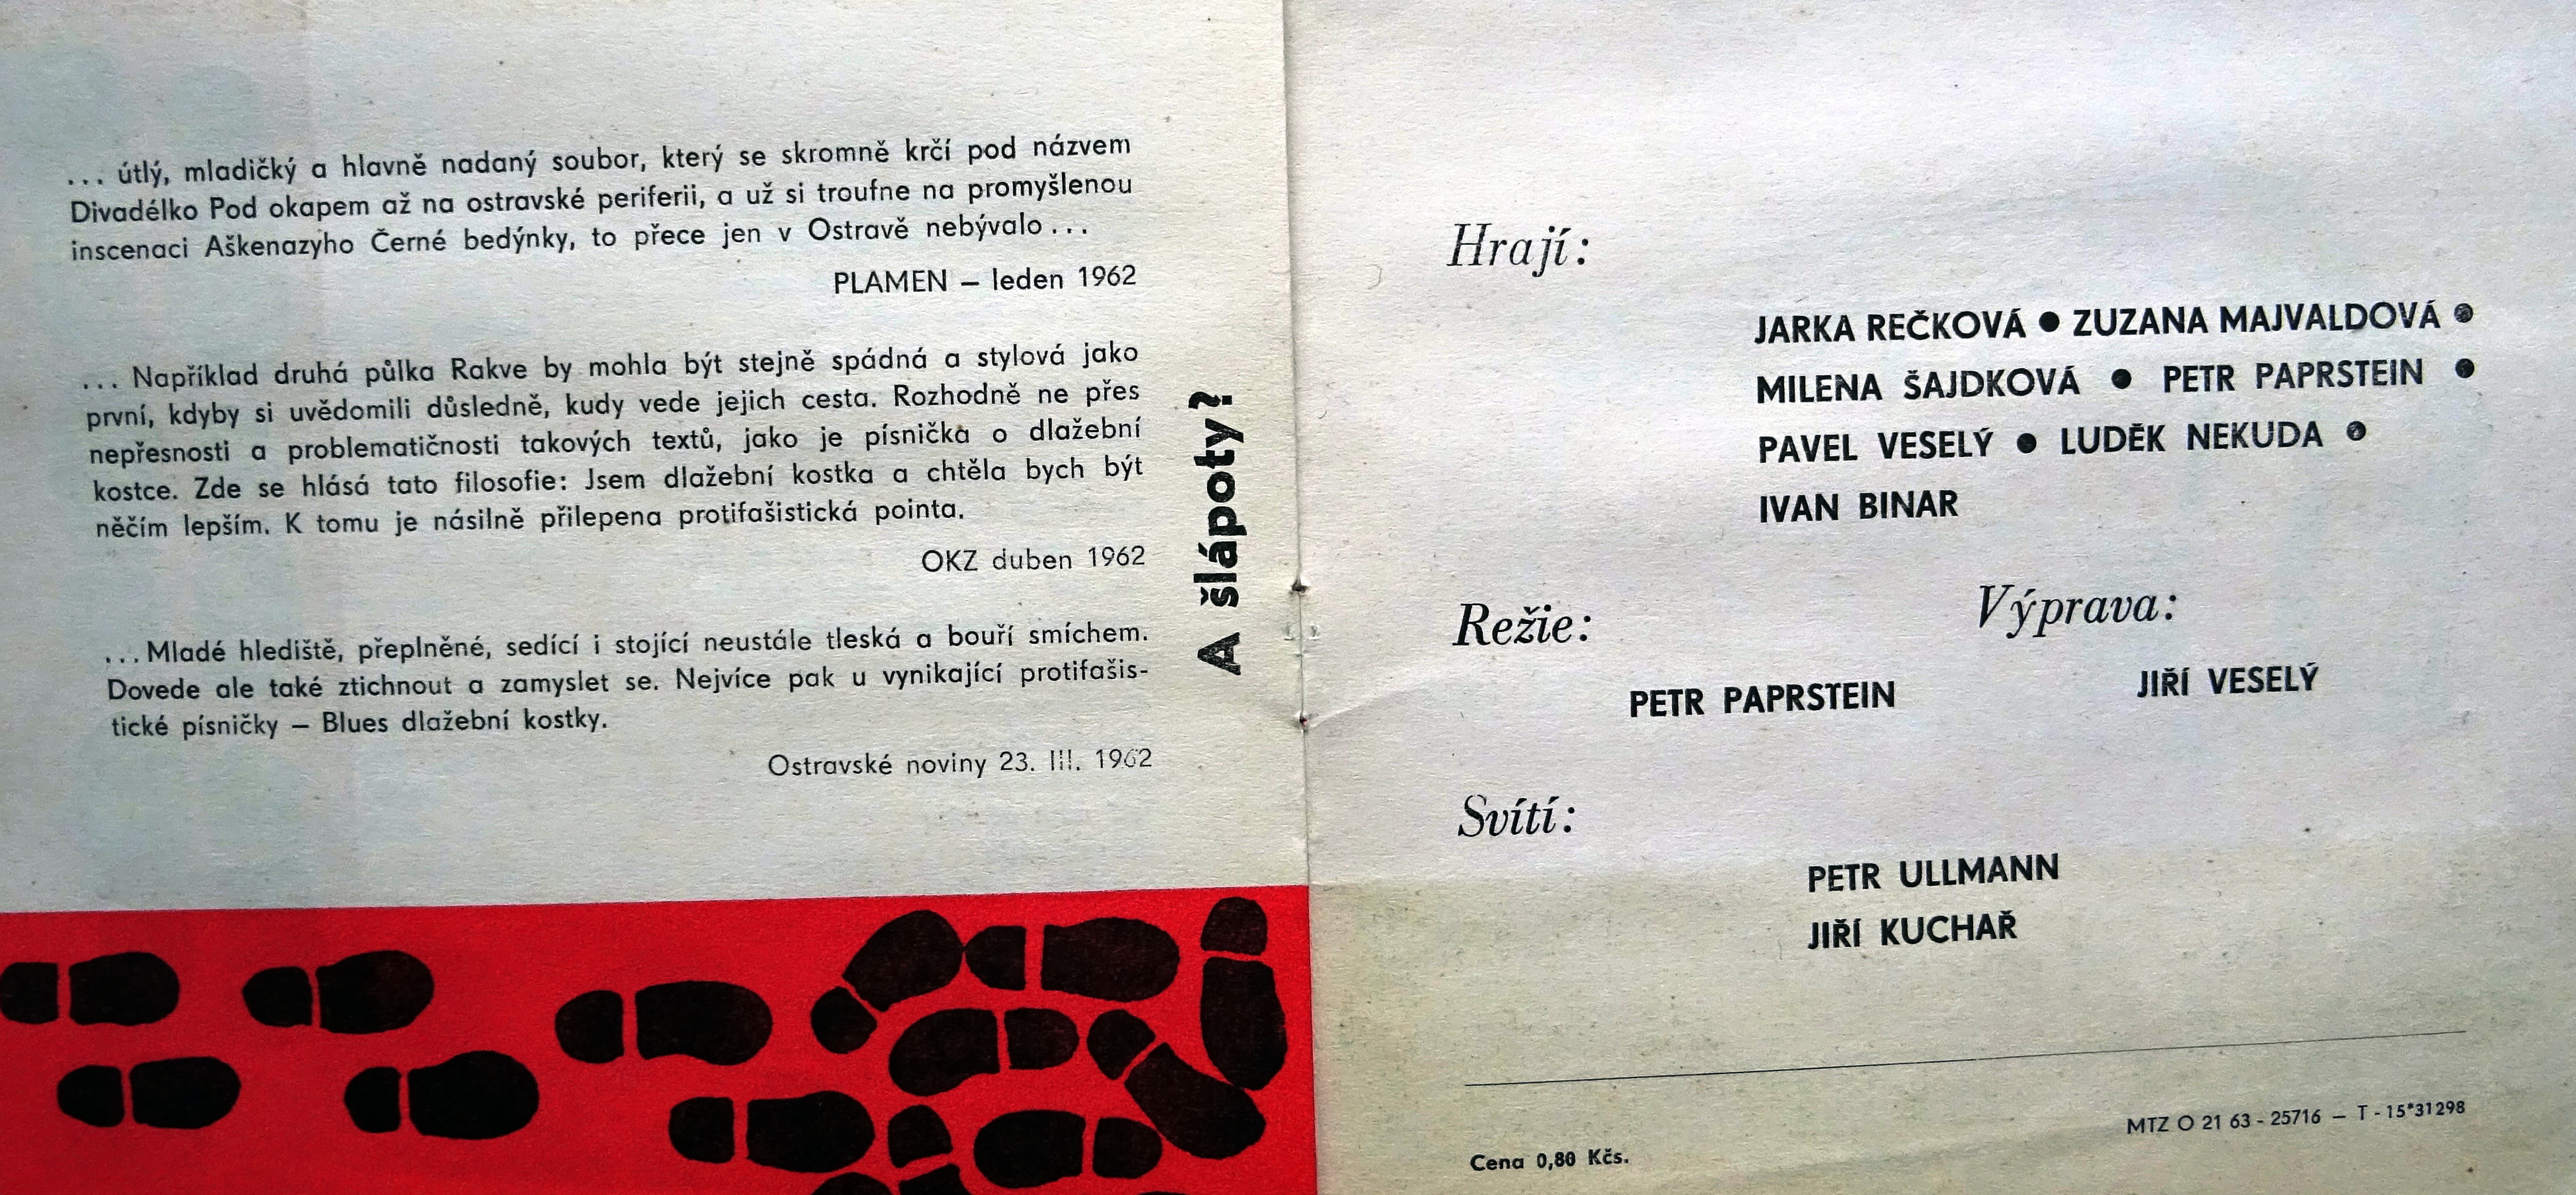 ... útlý, mladičký a hlavně nadaný soubor, který se skromně krčí pod názvem
Divadélko Pod okapem až na ostravské periferii, a už si troufne na promyšlenou
inscenaci Aškenazyho Černé bedýnky, to přece jen v Ostravě nebývalo...
PLAMEN – leden 1962
... Například druhá půlka Rakve by mohla být stejně spádná a stylová jako
první, kdyby si uvědomili důsledně, kudy vede jejich cesta. Rozhodně ne přes
nepřesnosti a problematičnosti takových textů, jako je písnička o dlažební
kostce. Zde se hlásá tato filosofie: Jsem dlažební kostka a chtěla bych být
něčím lepším. K tomu je násilně přilepena protifašistická pointa.
OKZ duben 1962
...Mladé hlediště, přeplněné, sedící i stojící neustále tleská a bouří smíchem.
Dovede ale také ztichnout a zamyslet se. Nejvíce pak u vynikající protifašis-
tické písničky – Blues dlažební kostky.
Ostravské noviny 23. III. 1962
A šlápoty?
Hrají:
JARKA REČKOVÁ ● ZUZANA MAJVALDOVÁ ●
MILENA ŠAJDKOVÁ ● PETR PAPRSTEIN ●
PAVEL VESELÝ ● LUDĚK NEKUDA ●
IVAN BINAR
Režie:
PETR PAPRSTEIN
Výprava:
JIŘÍ VESELÝ
Svítí:
PETR ULLMANN
JIŘÍ KUCHAŘ
MTZ O 21 63 - 25716 — T - 15*31298
Cena 0,80 Kčs.